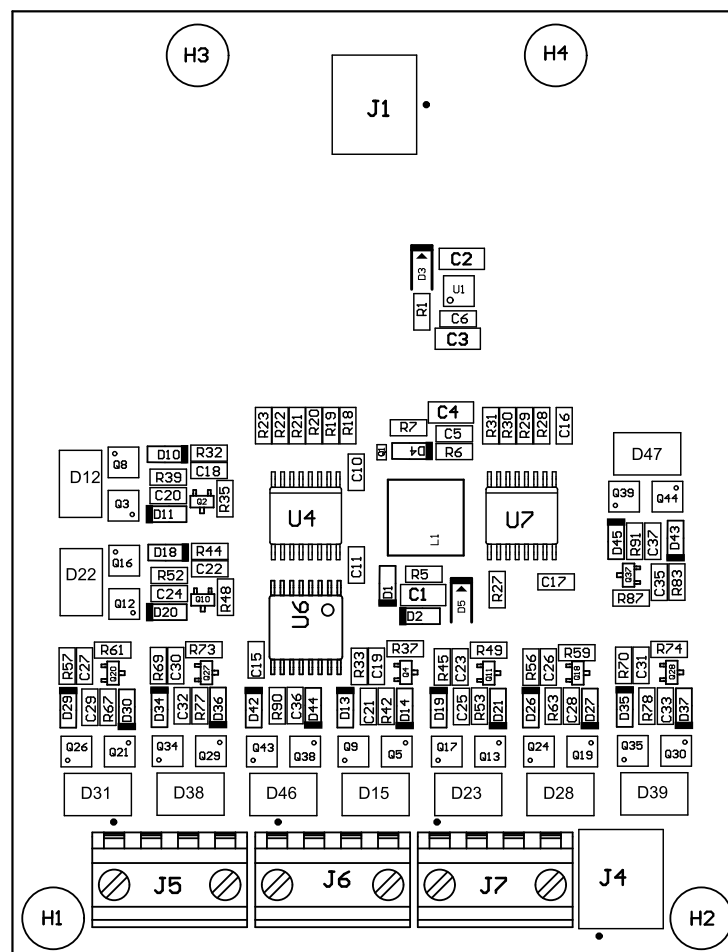 H3 H4
J1
D3 C2
U1
R1 C6
C3
R23 R22 R21 R20 R19 R18 R7 C4 R31 R30 R29 R28 C16
C5
D10 R32 D4 R6
D12 Q8 C18 D47
R39 C10
C20 R35 Q39 Q44
Q3 Q2
D11 U4 L1 U7
D45 R91 C37 D43
D18 R44
Q16 C11
D22 R52 C22 R5 Q37 C35 R83
C24 R48 D1 C1 R27 C17
Q12 Q10 R87
D20 U6 D2 D5
R61 R73 R37 R49 R59 R74
R57 C27 Q20 R69 C30 Q27 C15 R33 C19 Q4 R45 C23 Q11 R56 C26 Q18 R70 C31 Q28
D29 C29 R67 D30 D34 C32 R77 D36 D42 R90 C36 D44 D13 C21 R42 D14 D19 C25 R53 D21 D26 R63 C28 D27 D35 R78 C33 D37
Q26 Q21 Q34 Q29 Q43 Q38 Q9 Q5 Q17 Q13 Q24 Q19 Q35 Q30
D31 D38 D46 D15 D23 D28 D39
J5 J6 J7 J4
H1 H2